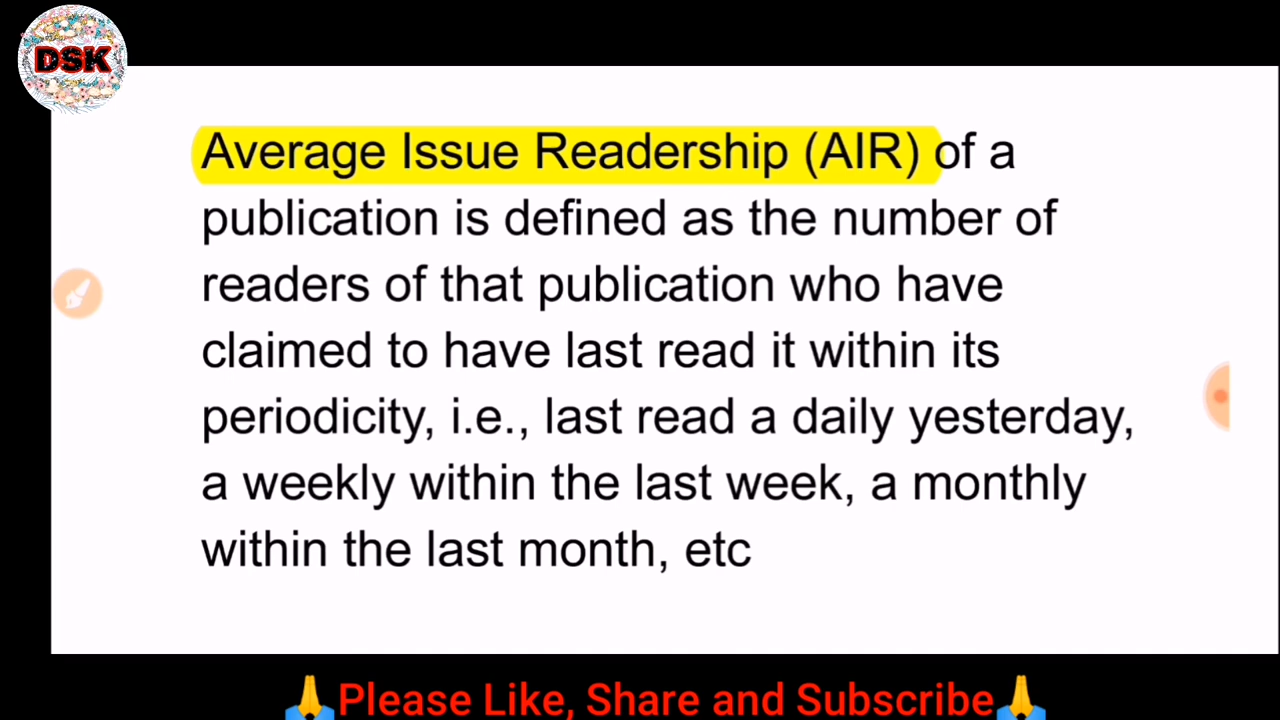 DSK
Average Issue Readership (AIR) of a
publication is defined as the number of
readers of that publication who have
claimed to have last read it within its
periodicity, i.e., last read a daily yesterday,
a weekly within the last week, a monthly
within the last month, etc
🙏Please Like, Share and Subscribe🙏